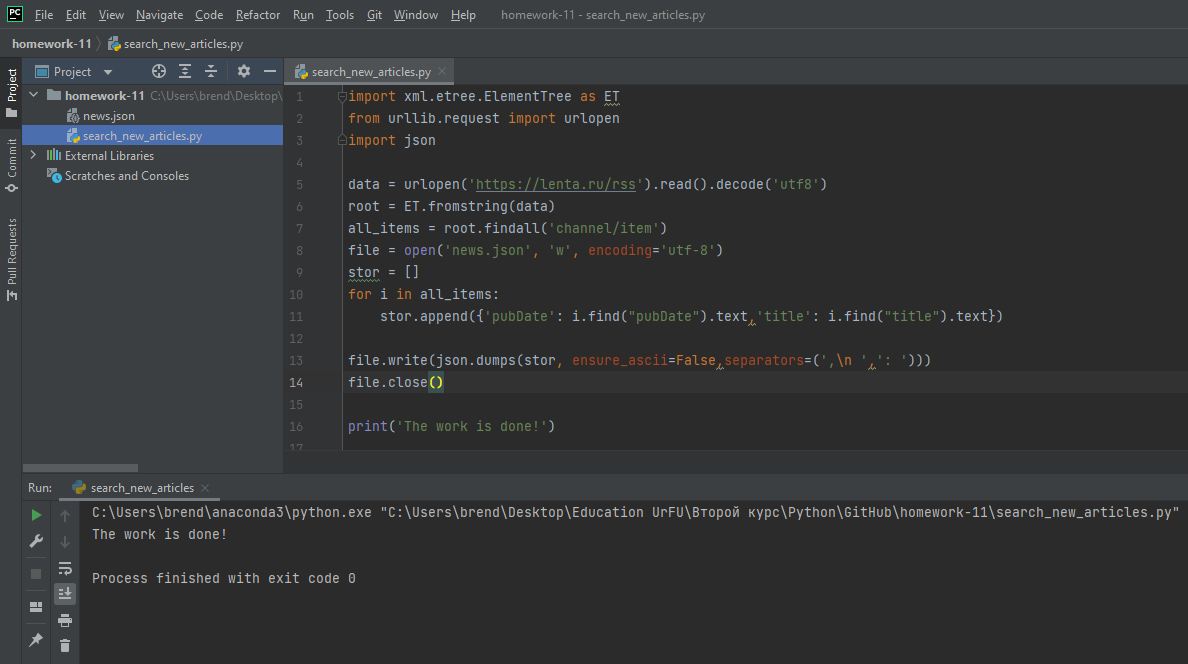 PC File Edit View Navigate Code Refactor Run Tools Git Window Help homework-11 - search_new_articles.py
homework-11 search_new_articles.py
Project
Commit
Pull Requests
Project
homework-11 C:\Users\brend\Desktop\
news.json
search_new_articles.py
External Libraries
Scratches and Consoles
search_new_articles.py
1 import xml.etree.ElementTree as ET
2 from urllib.request import urlopen
3 import json
4
5 data = urlopen('https://lenta.ru/rss').read().decode('utf8')
6 root = ET.fromstring(data)
7 all_items = root.findall('channel/item')
8 file = open('news.json', 'w', encoding='utf-8')
9 stor = []
10 for i in all_items:
11 stor.append({'pubDate': i.find("pubDate").text,'title': i.find("title").text})
12
13 file.write(json.dumps(stor, ensure_ascii=False,separators=(',\n ',': ')))
14 file.close()
15
16 print('The work is done!')
17
Run: search_new_articles
C:\Users\brend\anaconda3\python.exe "C:\Users\brend\Desktop\Education UrFU\Второй курс\Python\GitHub\homework-11\search_new_articles.py"
The work is done!
Process finished with exit code 0